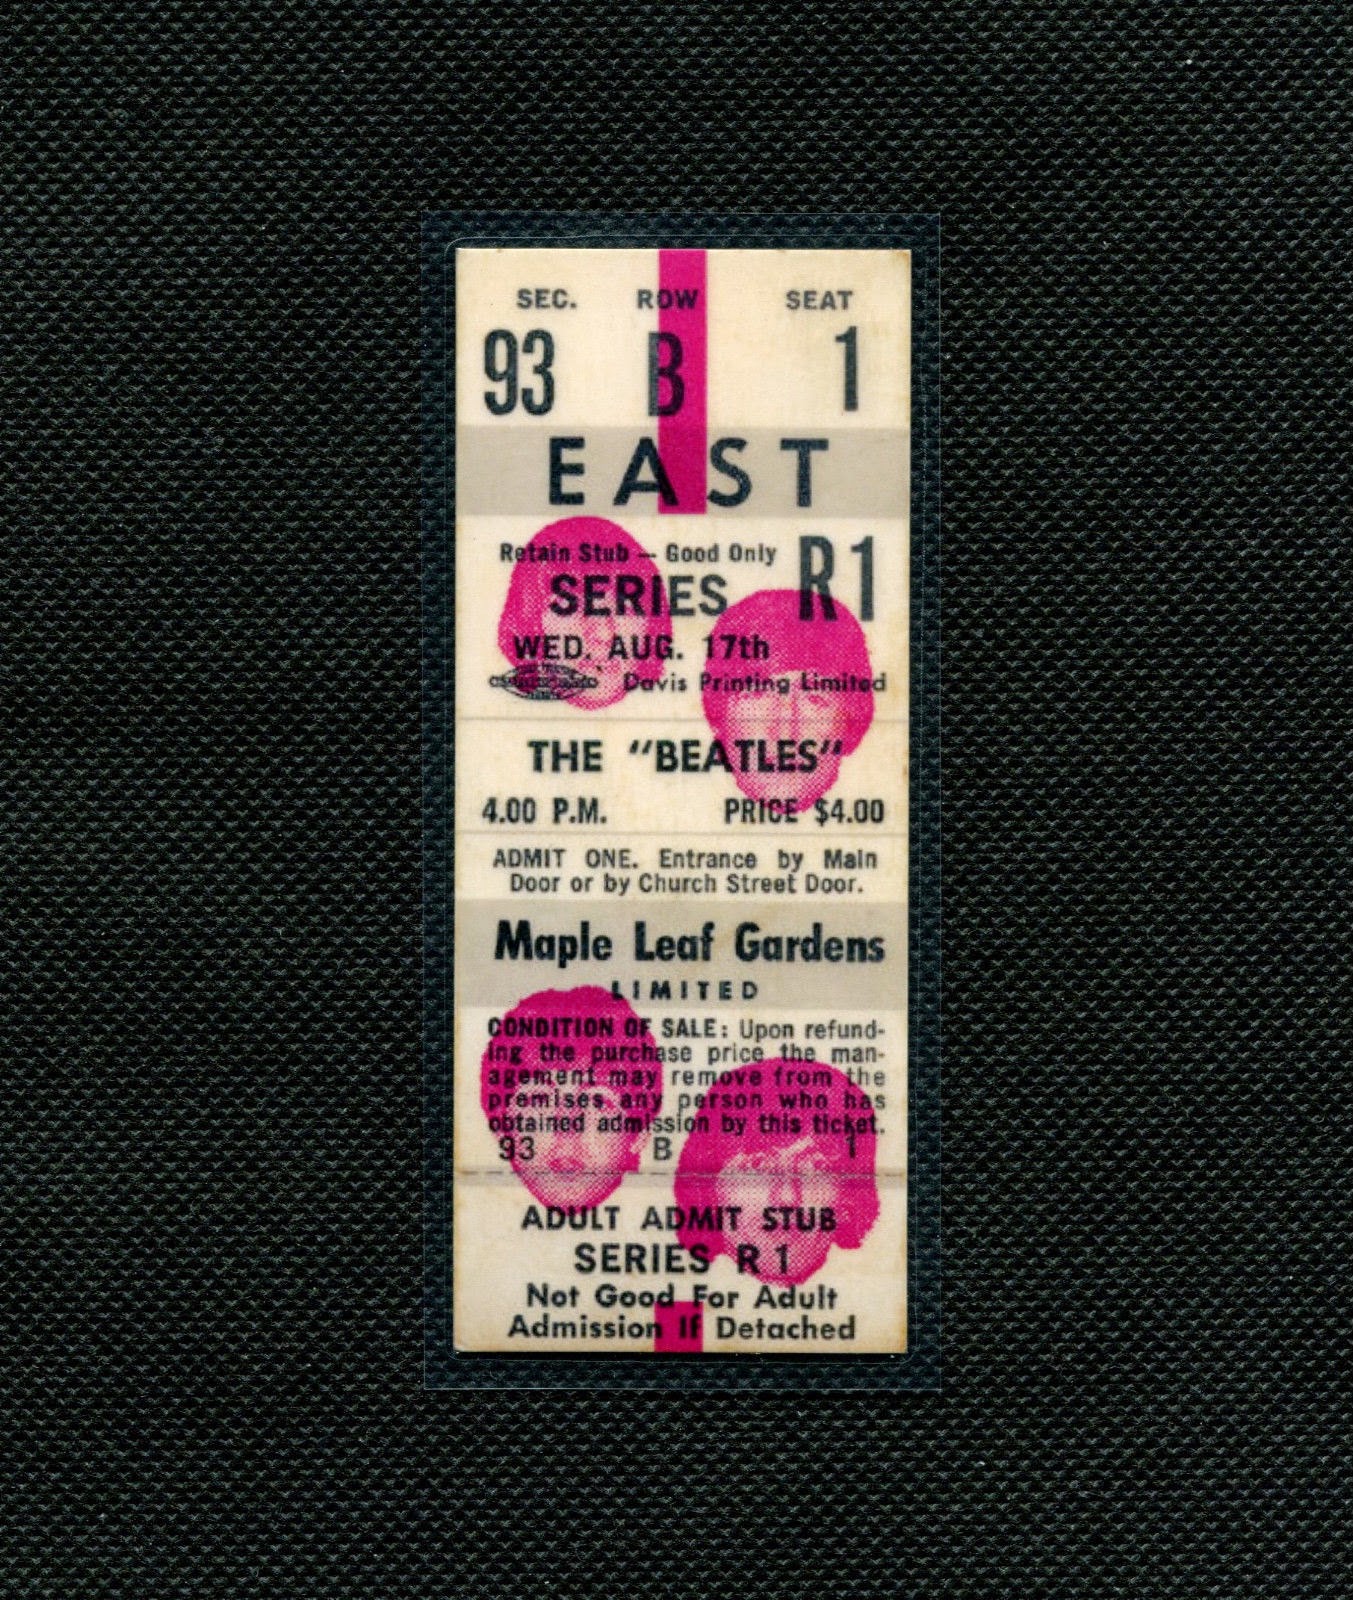 SEC. ROW SEAT
93 B 1
EAST
Retain Stub — Good Only
SERIES R1
WED. AUG. 17th
Davis Printing Limited
THE "BEATLES"
4.00 P.M. PRICE $4.00
ADMIT ONE. Entrance by Main
Door or by Church Street Door.
Maple Leaf Gardens
LIMITED
CONDITION OF SALE: Upon refund-
ing the purchase price the man-
agement may remove from the
premises any person who has
obtained admission by this ticket.
93 B 1
ADULT ADMIT STUB
SERIES R 1
Not Good For Adult
Admission If Detached